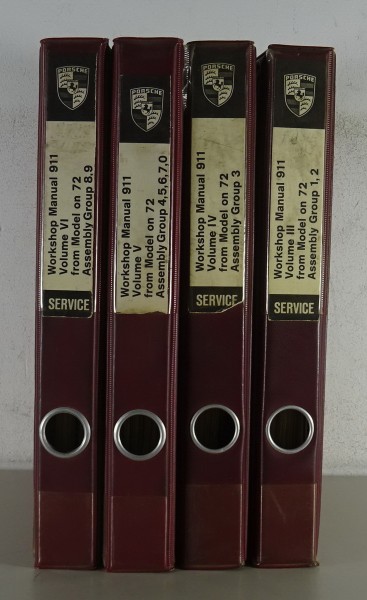 PORSCHE
Workshop Manual 911
Volume VI
from Model on 72
Assembly Group 8,9
SERVICE
PORSCHE
Workshop Manual 911
Volume V
from Model on 72
Assembly Group 4,5,6,7,0
PORSCHE
Workshop Manual 911
Volume IV
from Model on 72
Assembly Group 3
SERVICE
PORSCHE
Workshop Manual 911
Volume III
from Model on 72
Assembly Group 1, 2
SERVICE